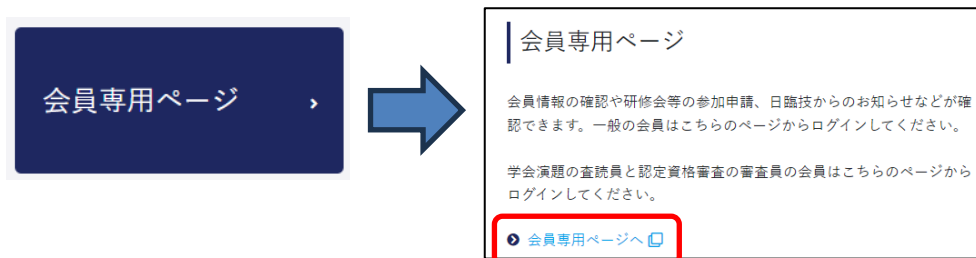 会員専用ページ
会員専用ページ
会員情報の確認や研修会等の参加申請、日臨技からのお知らせなどが確
認できます。一般の会員はこちらのページからログインしてください。
学会演題の査読員と認定資格審査の審査員の会員はこちらのページから
ログインしてください。
会員専用ページへ